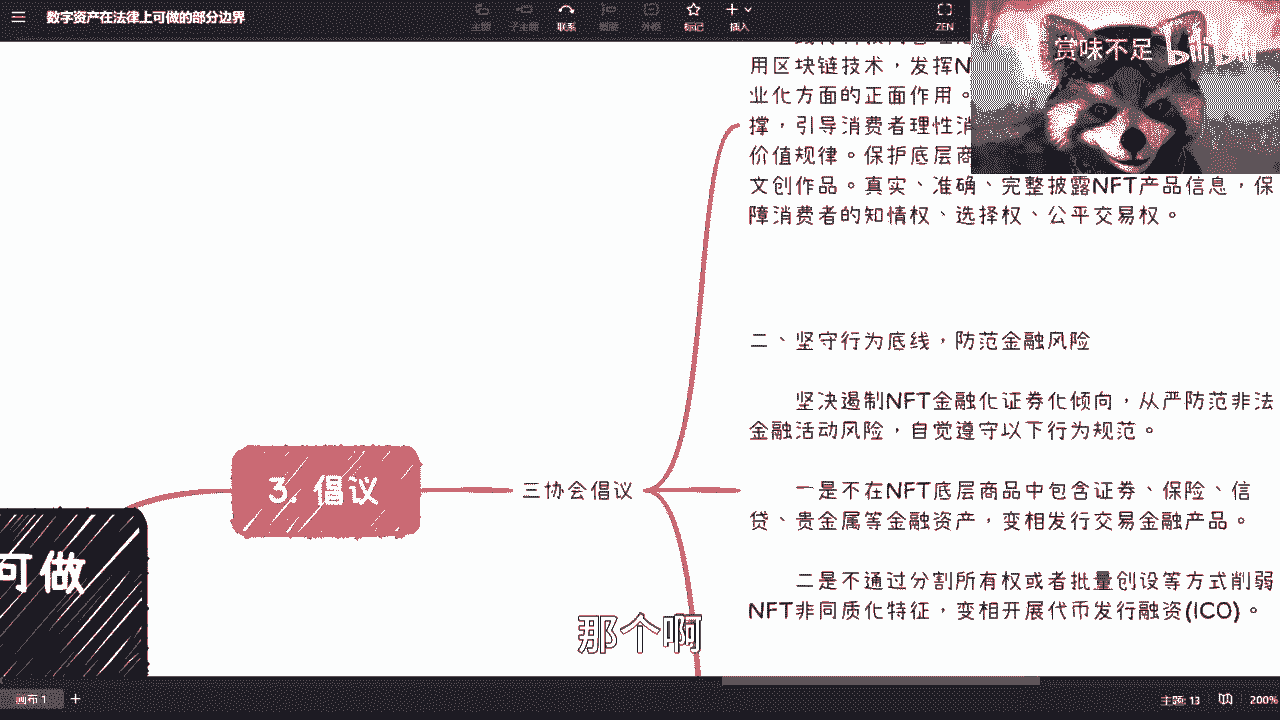 数字资产在法律上可做的部分边界
主题
子主题
联系
概要
外框
标记
插入
ZEN
赏味不足
bilibili
用区块链技术，发挥N
业化方面的正面作用。
撑，引导消费者理性消
价值规律。保护底层商
文创作品。真实、准确、完整披露NFT产品信息，保
障消费者的知情权、选择权、公平交易权。
二、坚守行为底线，防范金融风险
坚决遏制NFT金融化证券化倾向，从严防范非法
金融活动风险，自觉遵守以下行为规范。
一是不在NFT底层商品中包含证券、保险、信
贷、贵金属等金融资产，变相发行交易金融产品。
二是不通过分割所有权或者批量创设等方式削弱
NFT非同质化特征，变相开展代币发行融资(ICO)。
3. 倡议
三协会倡议
可做
那个啊
画布 1
主题: 13
200%